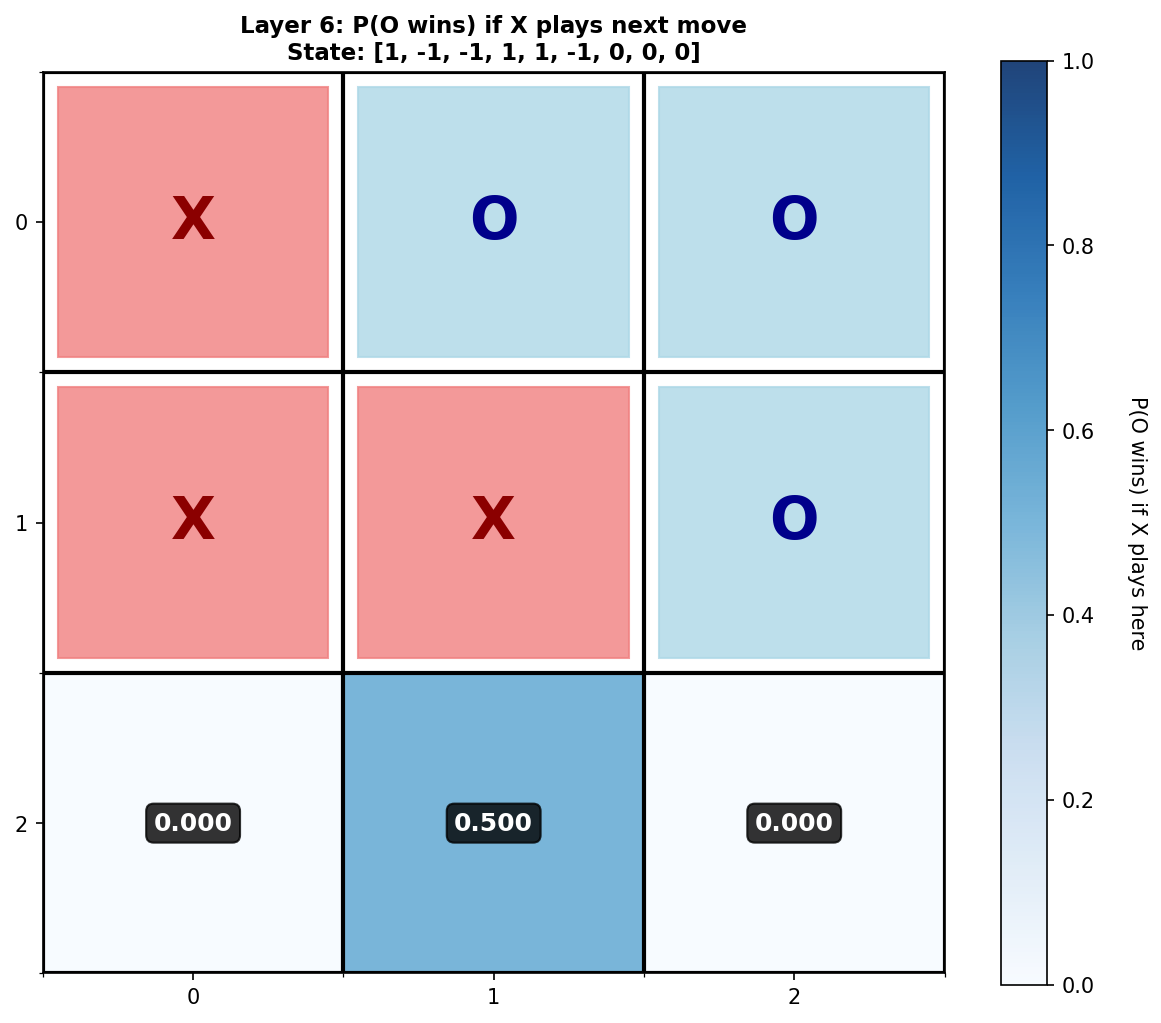 Layer 6: P(O wins) if X plays next move
State: [1, -1, -1, 1, 1, -1, 0, 0, 0]
0
X
O
O
1
X
X
O
2
0.000
0.500
0.000
0
1
2
1.0
0.8
0.6
0.4
0.2
0.0
P(O wins) if X plays here